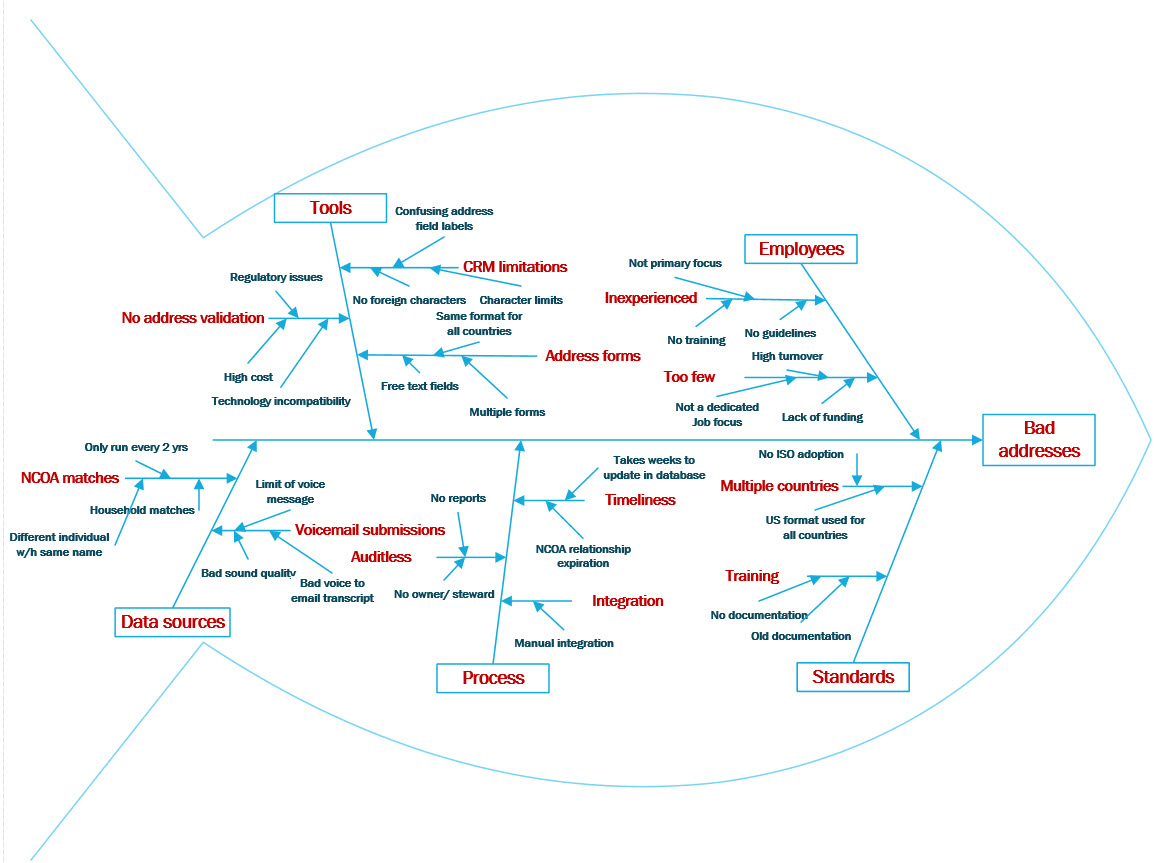 Tools
Confusing address
field labels
Employees
CRM limitations
Regulatory issues
Not primary focus
No foreign characters
Character limits
Inexperienced
No address validation
Same format for
all countries
No training
No guidelines
Address forms
High turnover
High cost
Free text fields
Too few
Technology incompatibility
Multiple forms
Not a dedicated
Job focus
Lack of funding
Bad
addresses
Only run every 2 yrs
No ISO adoption
Takes weeks to
update in database
NCOA matches
Limit of voice
message
Multiple countries
No reports
Timeliness
Household matches
US format used for
all countries
Different individual
w/h same name
Voicemail submissions
Auditless
NCOA relationship
expiration
Bad sound quality
Training
Bad voice to
email transcript
No owner/ steward
Integration
No documentation
Data sources
Old documentation
Manual integration
Process
Standards